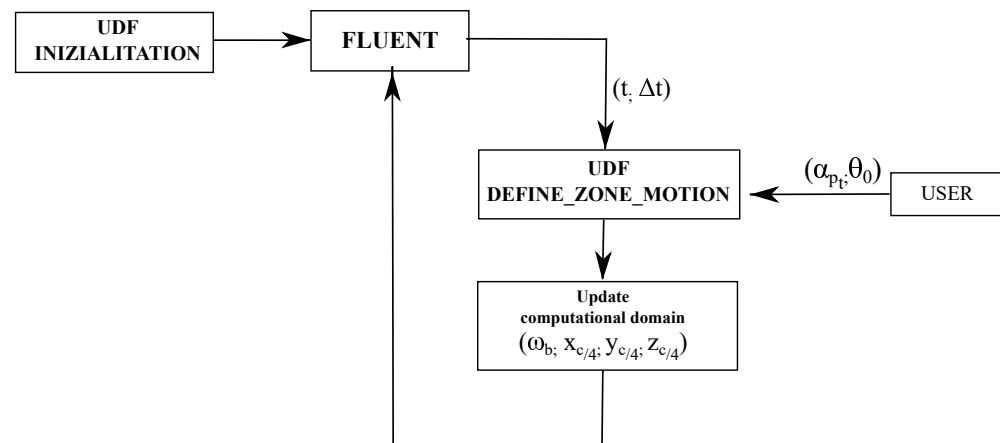 UDF
INIZIALITATION
FLUENT
(t; Δt)
UDF
DEFINE_ZONE_MOTION
(α_{p_t};θ_0)
USER
Update
computational domain
(ω_b; x_{c/4}; y_{c/4}; z_{c/4})